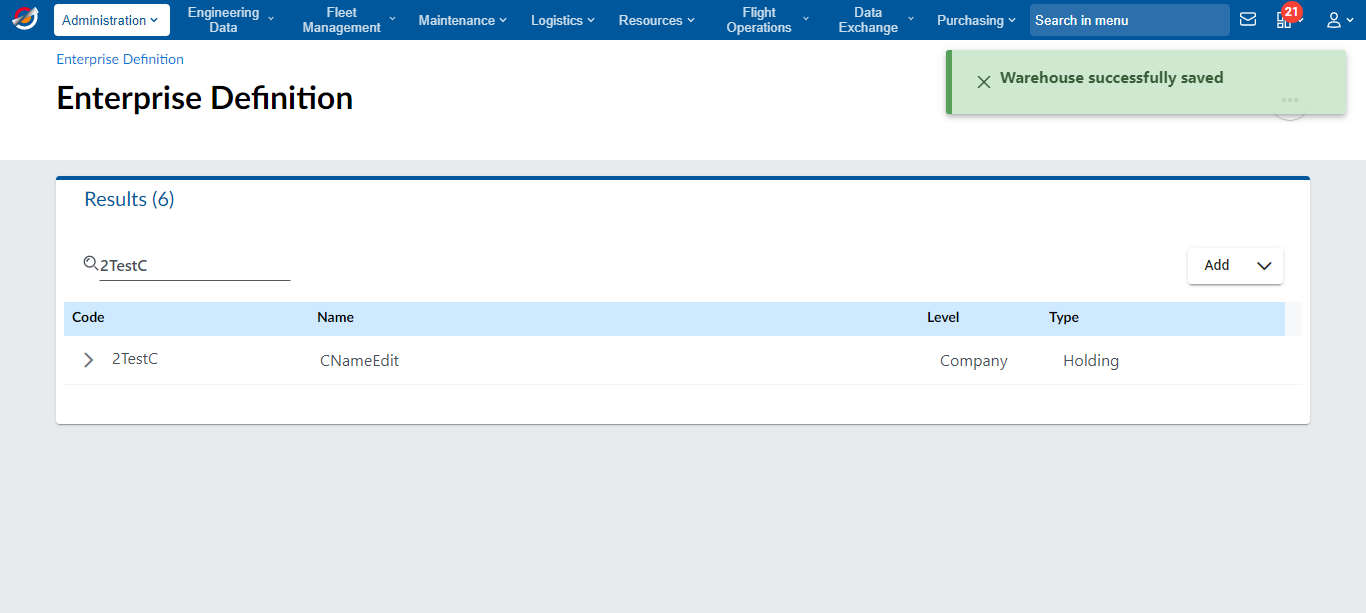 Administration
Engineering
Data
Fleet
Management
Maintenance
Logistics
Resources
Flight
Operations
Data
Exchange
Purchasing
Search in menu
21
Enterprise Definition
Enterprise Definition
Warehouse successfully saved
Results (6)
2TestC
Add
Code Name Level Type
2TestC CNameEdit Company Holding